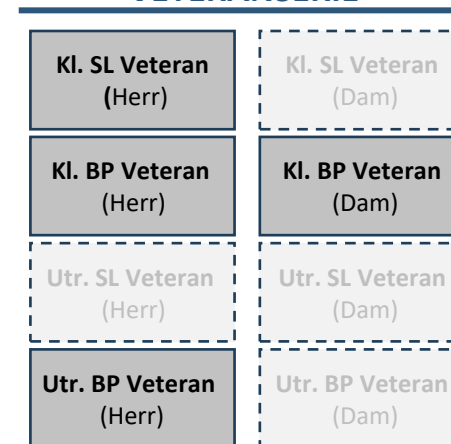 Kl. SL Veteran
(Herr)
Kl. SL Veteran
(Dam)
Kl. BP Veteran
(Herr)
Kl. BP Veteran
(Dam)
Utr. SL Veteran
(Herr)
Utr. SL Veteran
(Dam)
Utr. BP Veteran
(Herr)
Utr. BP Veteran
(Dam)